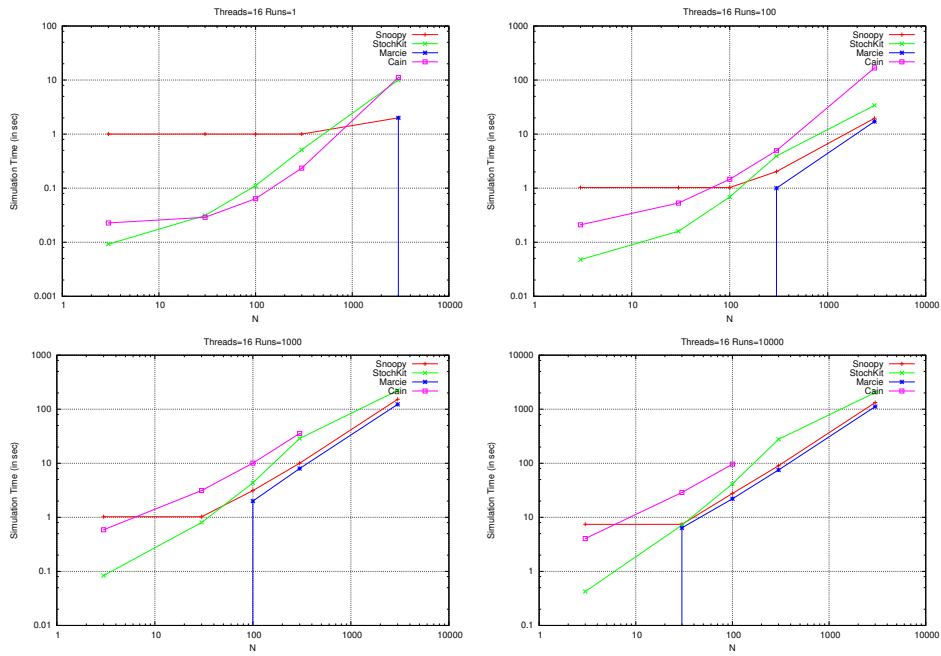 Threads=16 Runs=1
100
10
1
0.1
0.01
0.001
1
10
100
1000
10000
Simulation Time (in sec)
N
Snoopy
StochKit
Marcie
Cain
Threads=16 Runs=100
1000
100
10
1
0.1
0.01
1
10
100
1000
10000
Simulation Time (in sec)
N
Snoopy
StochKit
Marcie
Cain
Threads=16 Runs=1000
1000
100
10
1
0.1
0.01
1
10
100
1000
10000
Simulation Time (in sec)
N
Snoopy
StochKit
Marcie
Cain
Threads=16 Runs=10000
10000
1000
100
10
1
0.1
1
10
100
1000
10000
Simulation Time (in sec)
N
Snoopy
StochKit
Marcie
Cain